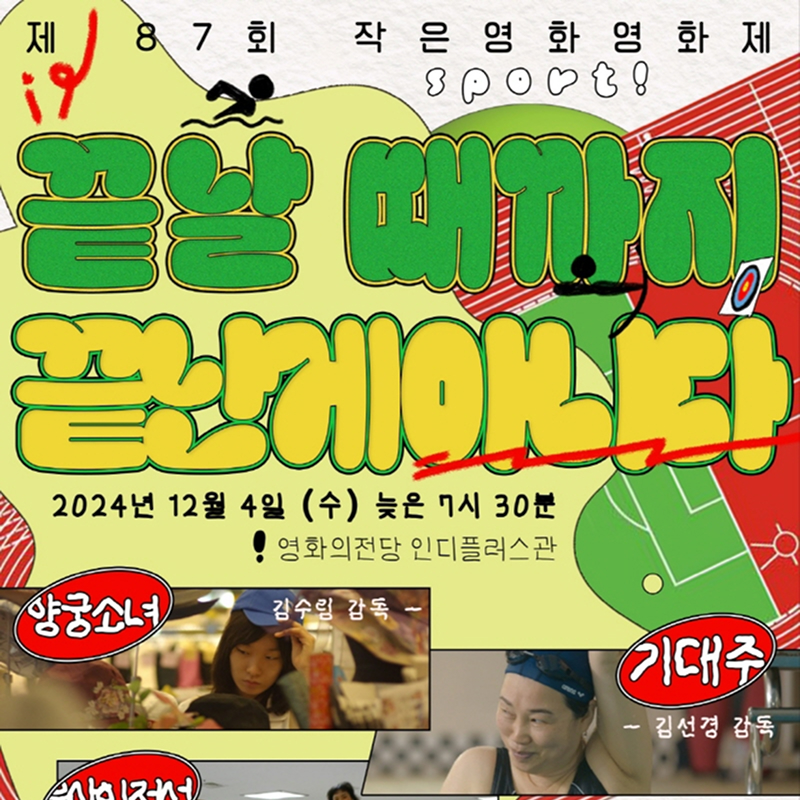 제 87회 작은영화영화제
sport!
끝날 때까지
끝난게아니다
2024년 12월 4일 (수) 늦은 7시 30분
! 영화의전당 인디플러스관
양궁소녀
김수림 감독 ~
기대주
~ 김선경 감독